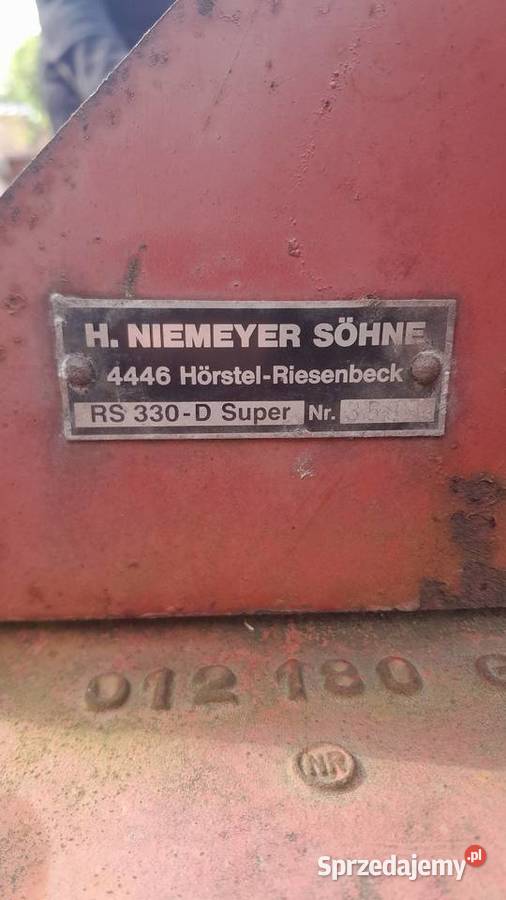 H. NIEMEYER SÖHNE
4446 Hörstel-Riesenbeck
RS 330-D Super Nr.
012 180
NR
Sprzedajemy.pl